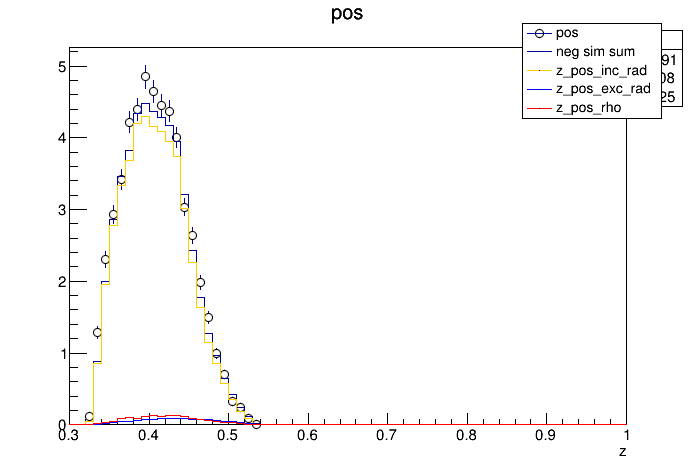 pos
pos
neg sim sum
z_pos_inc_rad
z_pos_exc_rad
z_pos_rho
91
08
25
5
4
3
2
1
0
0.3 0.4 0.5 0.6 0.7 0.8 0.9 1
z